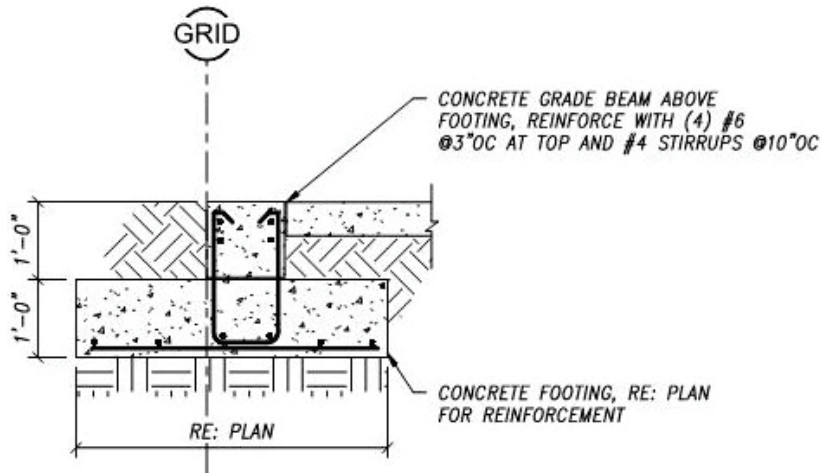 GRID
CONCRETE GRADE BEAM ABOVE
FOOTING, REINFORCE WITH (4) #6
@3"OC AT TOP AND #4 STIRRUPS @10"OC
1'-0"
1'-0"
CONCRETE FOOTING, RE: PLAN
FOR REINFORCEMENT
RE: PLAN